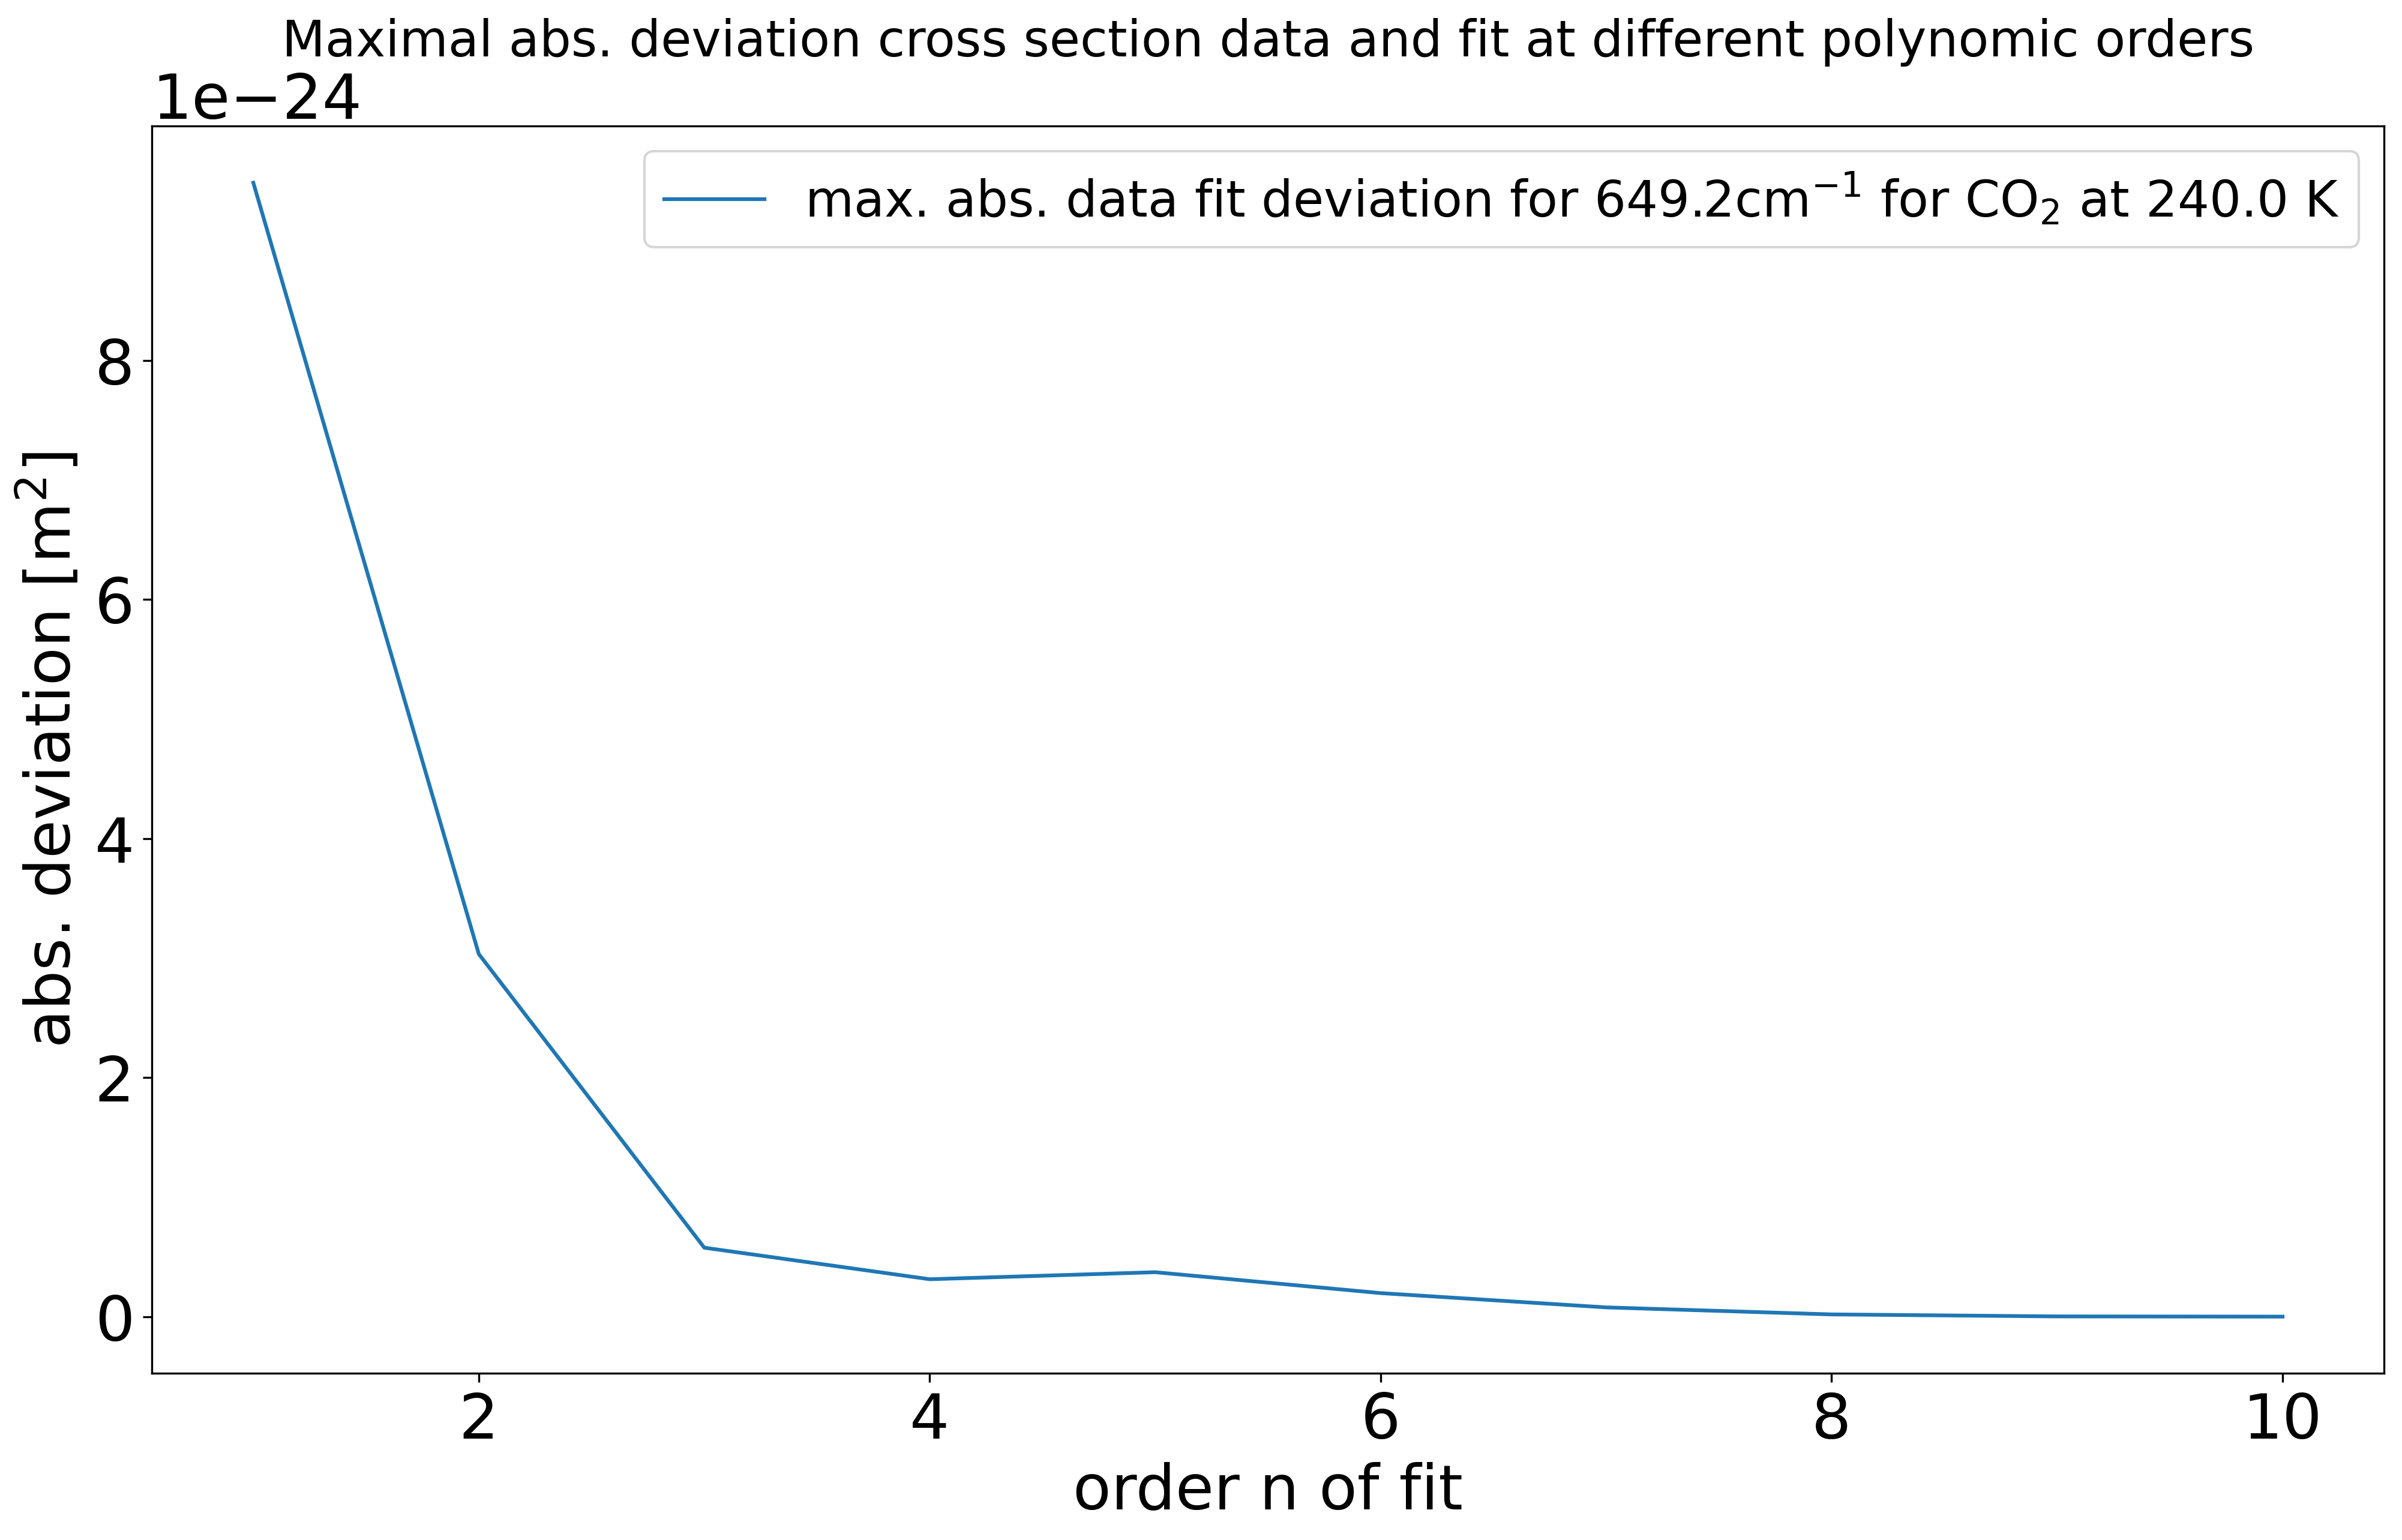 Maximal abs. deviation cross section data and fit at different polynomic orders
1e−24
max. abs. data fit deviation for 649.2cm⁻¹ for CO₂ at 240.0 K
8
6
4
2
0
abs. deviation [m²]
2 4 6 8 10
order n of fit